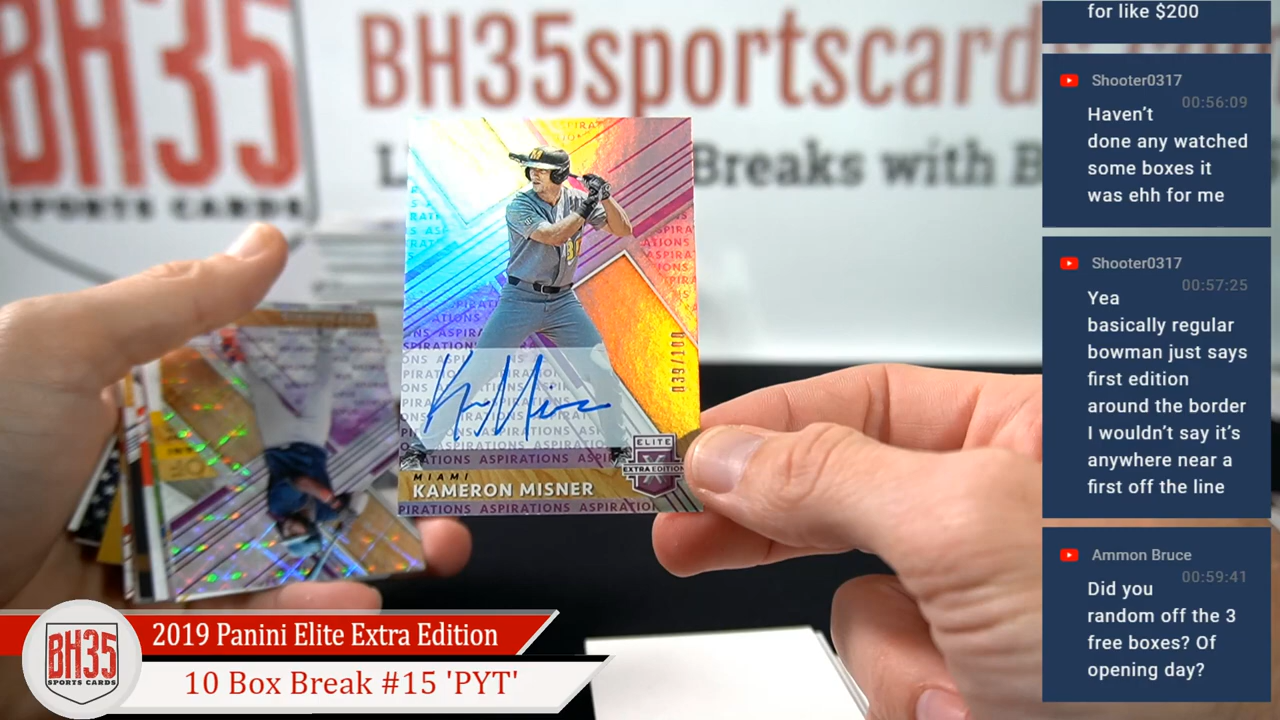 BH35
SPORTS CARDS
BH35sportscard
Breaks with B
ASPIRATIONS ASPIRATIONS
MIAMI
KAMERON MISNER
ELITE
EXTRA EDITION
039/100
ASPIRATIONS ASPIRATIONS ASPIRATION
BH35
SPORTS CARDS
2019 Panini Elite Extra Edition
10 Box Break #15 'PYT'
for like $200
Shooter0317
00:56:09
Haven't
done any watched
some boxes it
was ehh for me
Shooter0317
00:57:25
Yea
basically regular
bowman just says
first edition
around the border
I wouldn't say it's
anywhere near a
first off the line
Ammon Bruce
00:59:41
Did you
random off the 3
free boxes? Of
opening day?